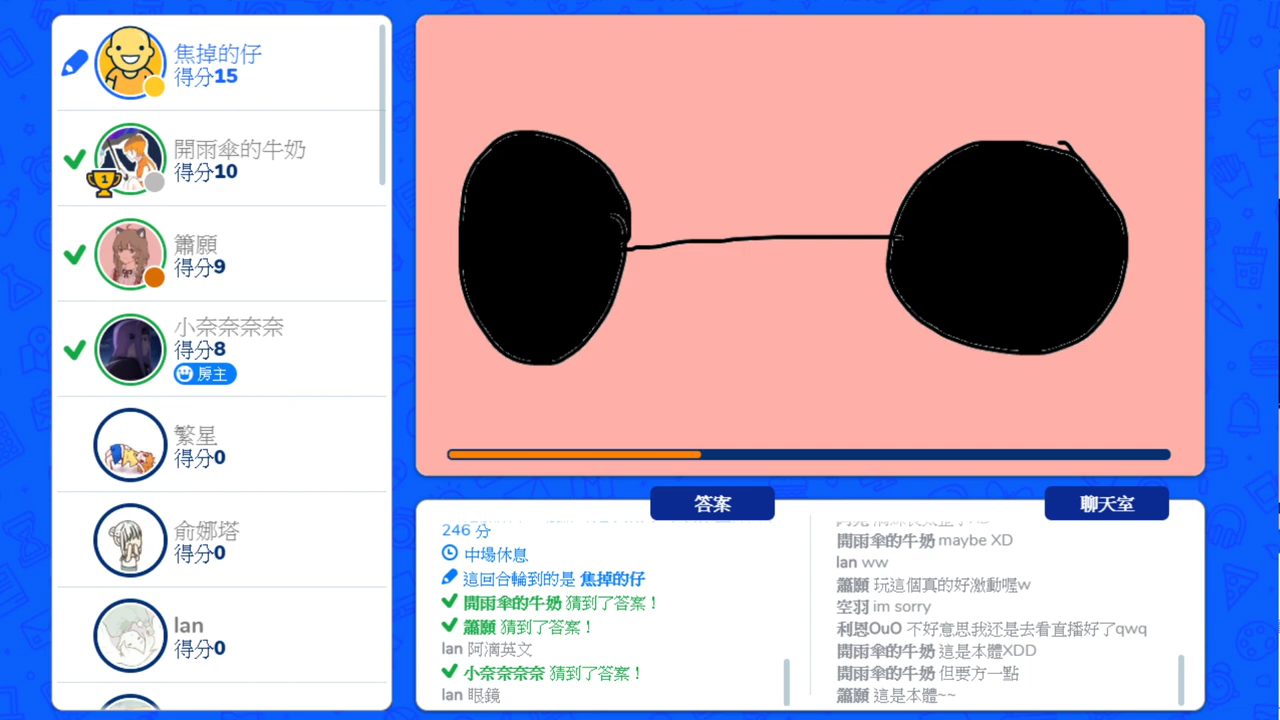 焦掉的仔
得分15
開雨傘的牛奶
得分10
1
簫願
得分9
小奈奈奈奈
得分8
房主
繁星
得分0
俞娜塔
得分0
lan
得分0
答案
246 分
中場休息
這回合輪到的是 焦掉的仔
開雨傘的牛奶 猜到了答案！
簫願 猜到了答案！
lan 阿滴英文
小奈奈奈奈 猜到了答案！
lan 眼鏡
聊天室
開雨傘的牛奶 maybe XD
lan ww
簫願 玩這個真的好激動喔w
空羽 im sorry
利恩OuO 不好意思我还是去看直播好了qwq
開雨傘的牛奶 這是本體XDD
開雨傘的牛奶 但要方一點
簫願 這是本體~~